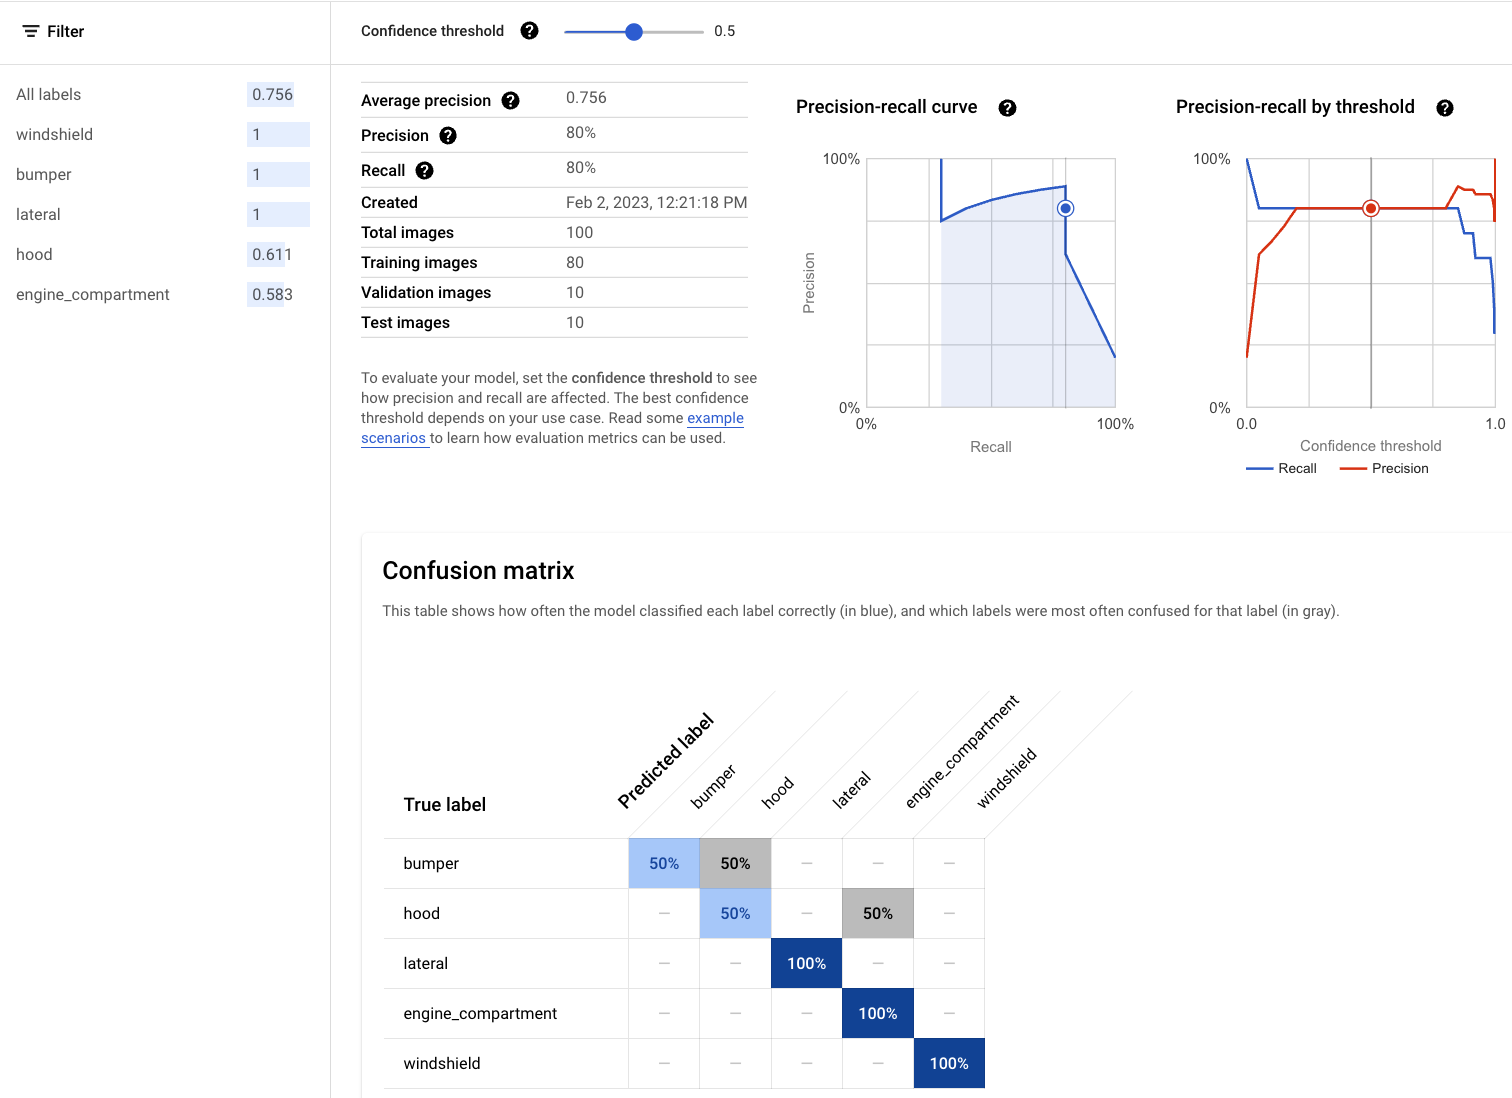 Filter
All labels 0.756
windshield 1
bumper 1
lateral 1
hood 0.611
engine_compartment 0.583
Confidence threshold ? 0.5
Average precision ? 0.756
Precision ? 80%
Recall ? 80%
Created Feb 2, 2023, 12:21:18 PM
Total images 100
Training images 80
Validation images 10
Test images 10
To evaluate your model, set the confidence threshold to see
how precision and recall are affected. The best confidence
threshold depends on your use case. Read some example
scenarios to learn how evaluation metrics can be used.
Precision-recall curve ?
100%
Precision
0%
0% 100%
Recall
Precision-recall by threshold ?
100%
0%
0.0 1.0
Confidence threshold
Recall Precision
Confusion matrix
This table shows how often the model classified each label correctly (in blue), and which labels were most often confused for that label (in gray).
True label
Predicted label
bumper
hood
lateral
engine_compartment
windshield
bumper 50% 50% – – –
hood – 50% – 50% –
lateral – – 100% – –
engine_compartment – – – 100% –
windshield – – – – 100%